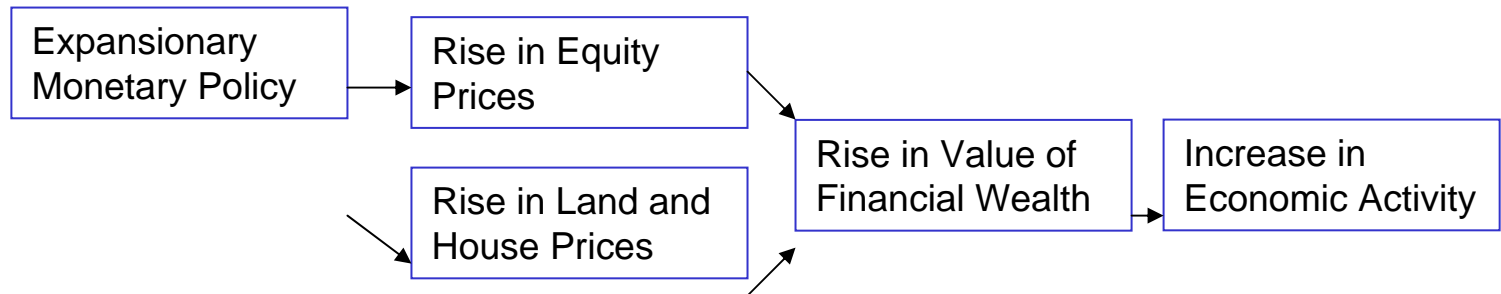 Expansionary
Monetary Policy
Rise in Equity
Prices
Rise in Land and
House Prices
Rise in Value of
Financial Wealth
Increase in
Economic Activity